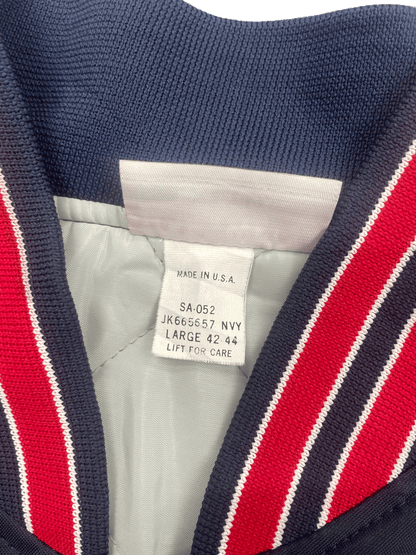 MADE IN U.S.A.
SA-052
JK665657 NVY
LARGE 42-44
LIFT FOR CARE